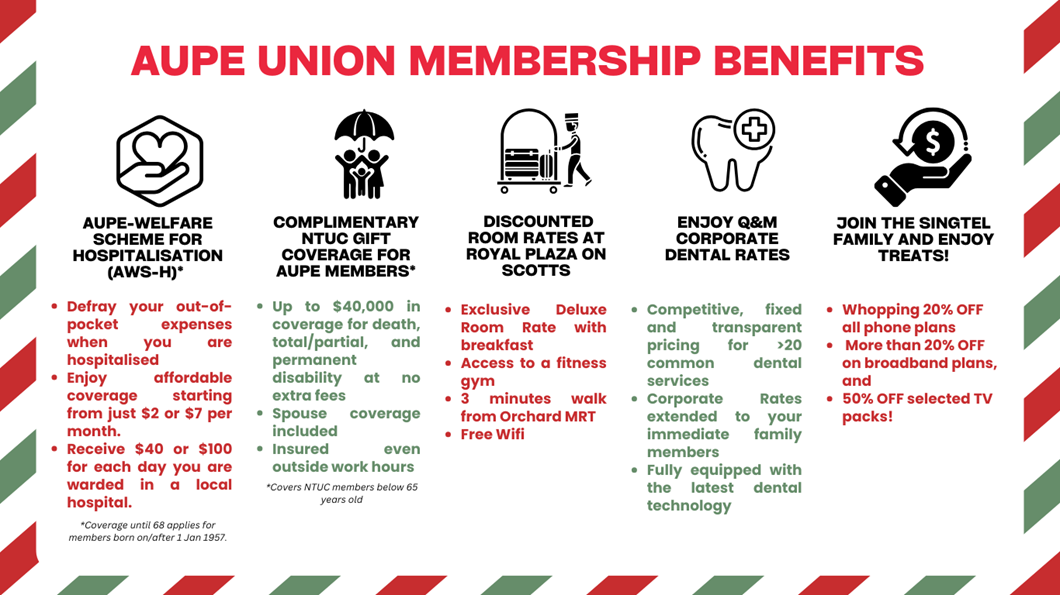 AUPE UNION MEMBERSHIP BENEFITS
AUPE-WELFARE
SCHEME FOR
HOSPITALISATION
(AWS-H)*
• Defray your out-of-
pocket expenses
when you are
hospitalised
• Enjoy affordable
coverage starting
from just $2 or $7 per
month.
• Receive $40 or $100
for each day you are
warded in a local
hospital.
*Coverage until 68 applies for
members born on/after 1 Jan 1957.
COMPLIMENTARY
NTUC GIFT
COVERAGE FOR
AUPE MEMBERS*
• Up to $40,000 in
coverage for death,
total/partial, and
permanent
disability at no
extra fees
• Spouse coverage
included
• Insured even
outside work hours
*Covers NTUC members below 65
years old
DISCOUNTED
ROOM RATES AT
ROYAL PLAZA ON
SCOTTS
• Exclusive Deluxe
Room Rate with
breakfast
• Access to a fitness
gym
• 3 minutes walk
from Orchard MRT
• Free Wifi
ENJOY Q&M
CORPORATE
DENTAL RATES
• Competitive, fixed
and transparent
pricing for >20
common dental
services
• Corporate Rates
extended to your
immediate family
members
• Fully equipped with
the latest dental
technology
$
JOIN THE SINGTEL
FAMILY AND ENJOY
TREATS!
• Whopping 20% OFF
all phone plans
• More than 20% OFF
on broadband plans,
and
• 50% OFF selected TV
packs!